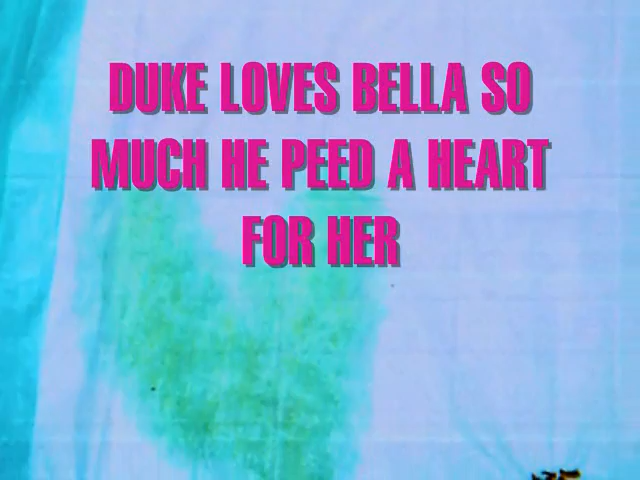 DUKE LOVES BELLA SO
MUCH HE PEED A HEART
FOR HER